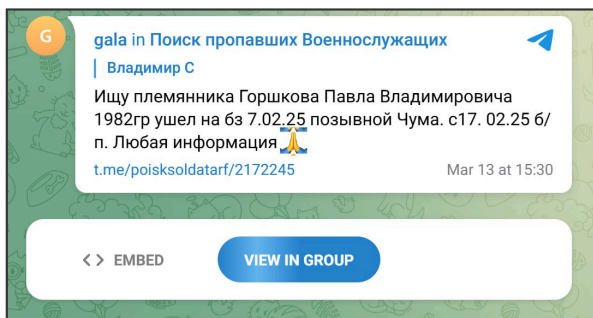 G
gala in Поиск пропавших Военнослужащих
Владимир С
Ищу племянника Горшкова Павла Владимировича
1982гр ушел на бз 7.02.25 позывной Чума. с17. 02.25 б/
п. Любая информация🙏
t.me/poisksoldatarf/2172245 Mar 13 at 15:30
<> EMBED VIEW IN GROUP